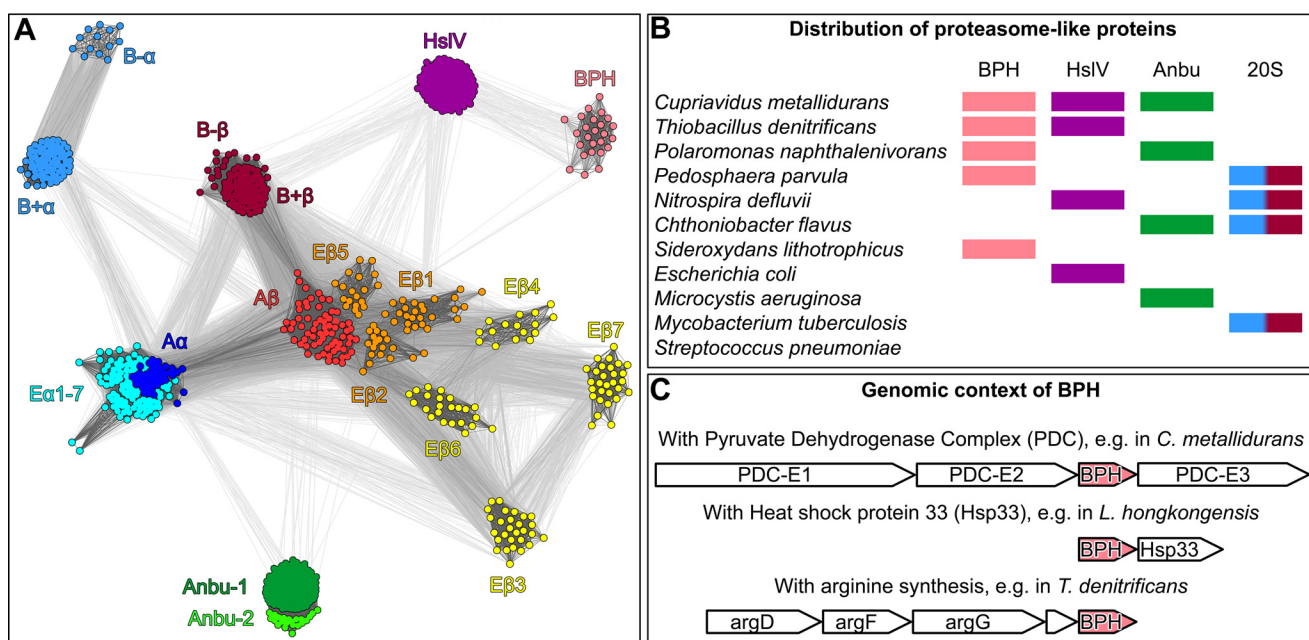 A
B-α
HslV
BPH
B-β
B+α
B+β
Eβ5
Eβ1
Aβ
Eβ4
Eβ7
Aα
Eα1-7
Eβ2
Eβ6
Anbu-1
Eβ3
Anbu-2
B
Distribution of proteasome-like proteins
BPH HslV Anbu 20S
Cupriavidus metallidurans
Thiobacillus denitrificans
Polaromonas naphthalenivorans
Pedosphaera parvula
Nitrospira defluvii
Chthoniobacter flavus
Sideroxydans lithotrophicus
Escherichia coli
Microcystis aeruginosa
Mycobacterium tuberculosis
Streptococcus pneumoniae
C
Genomic context of BPH
With Pyruvate Dehydrogenase Complex (PDC), e.g. in C. metallidurans
PDC-E1 PDC-E2 BPH PDC-E3
With Heat shock protein 33 (Hsp33), e.g. in L. hongkongensis
BPH Hsp33
With arginine synthesis, e.g. in T. denitrificans
argD argF argG BPH